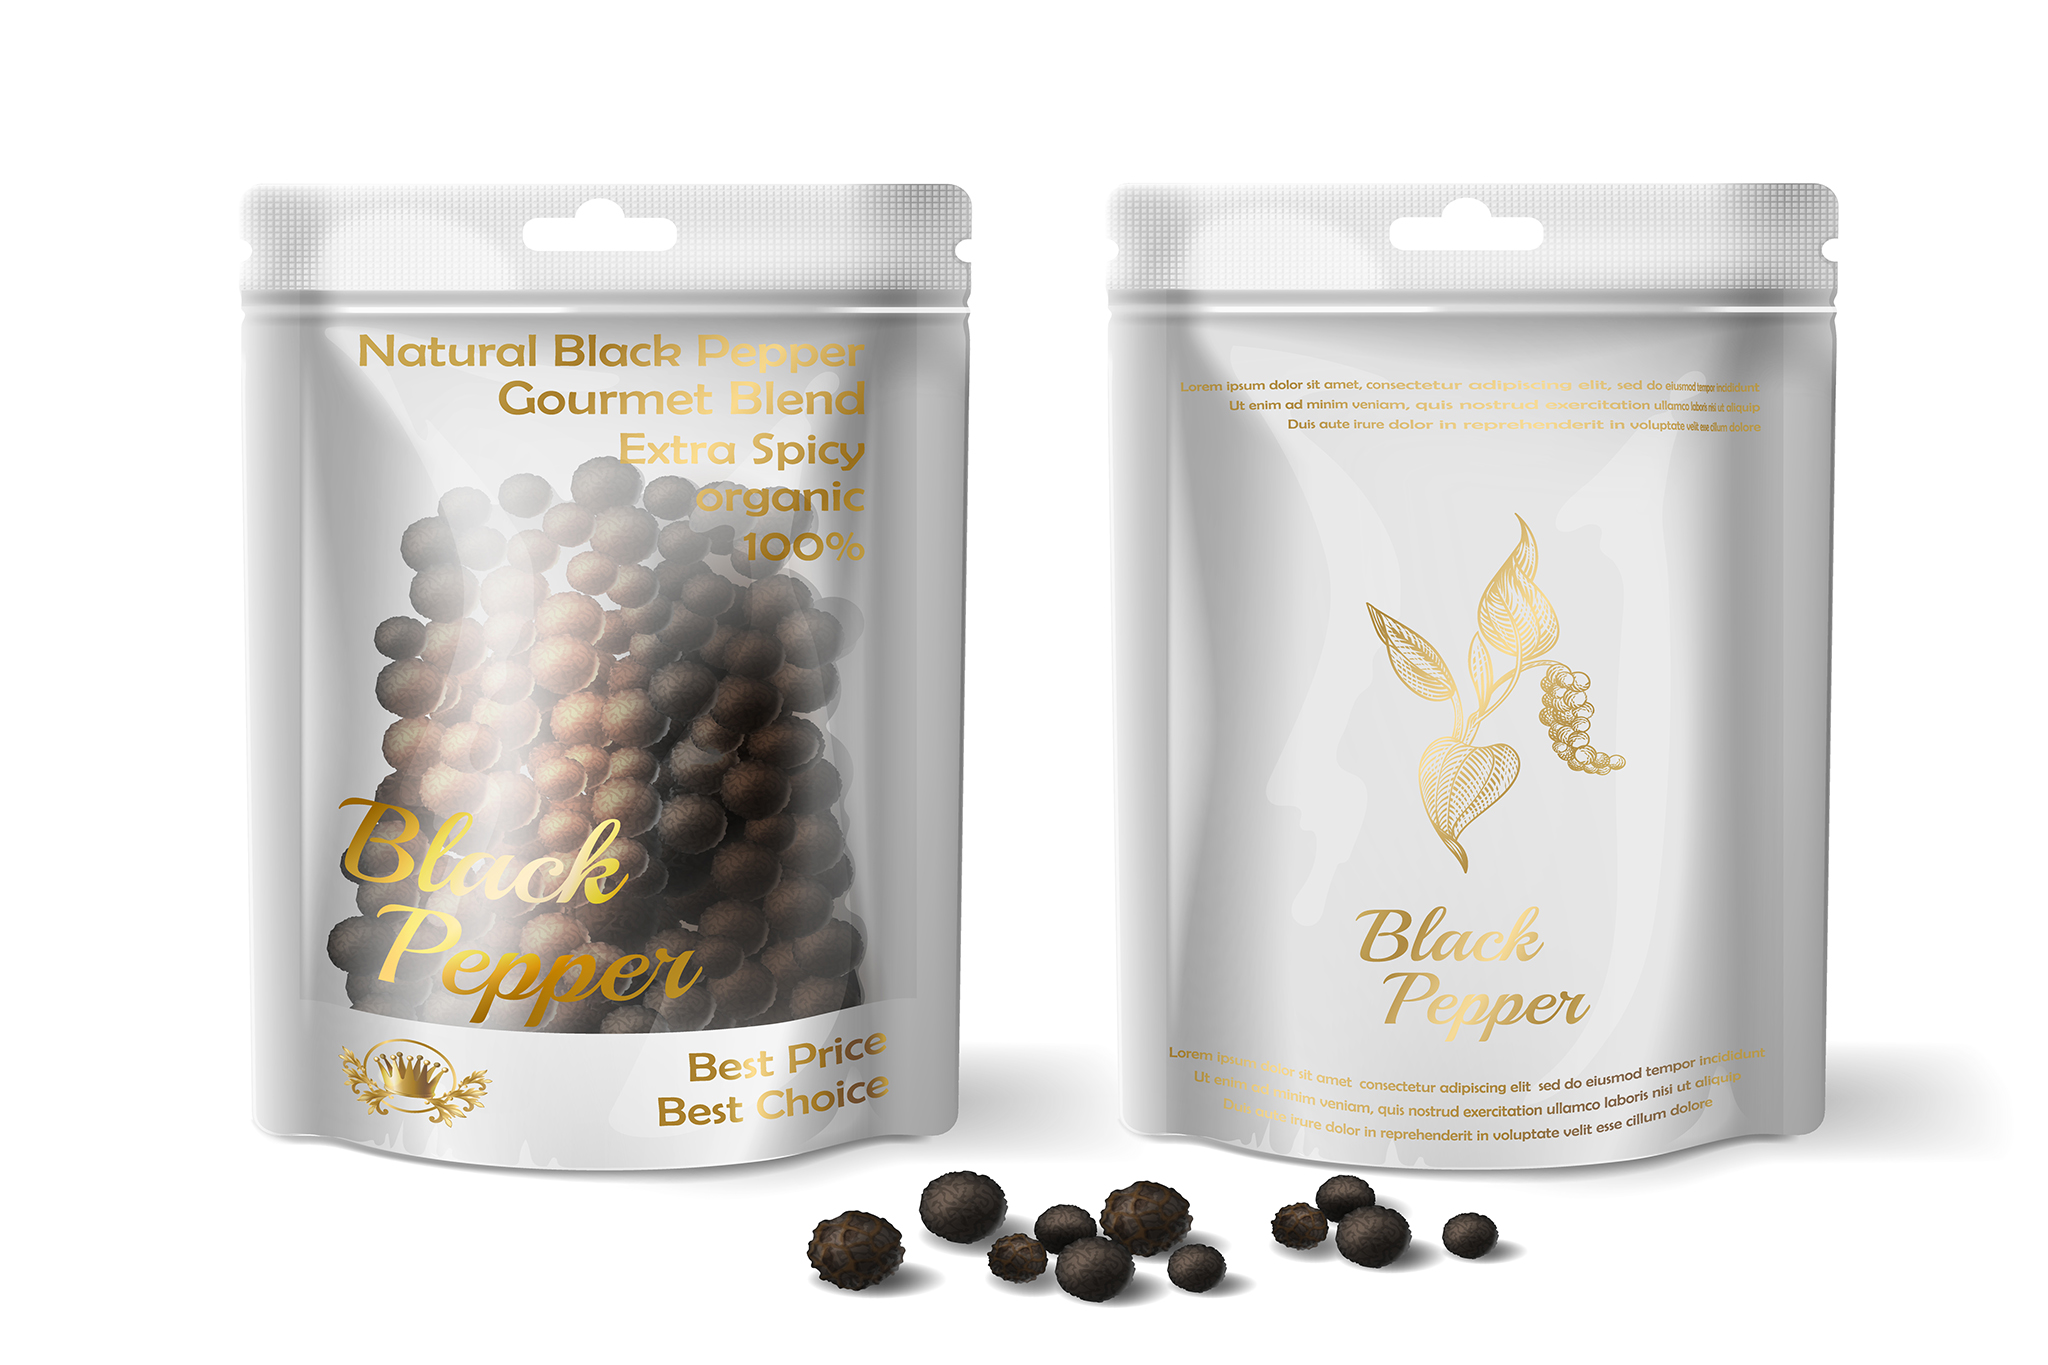 Natural Black Pepper
Gourmet Blend
Extra Spicy
organic
100%
Black
Pepper
Best Price
Best Choice
Lorem ipsum dolor sit amet, consectetur adipiscing elit, sed do eiusmod tempor incididunt
Ut enim ad minim veniam, quis nostrud exercitation ullamco laboris nisi ut aliquip
Duis aute irure dolor in reprehenderit in voluptate velit esse cillum dolore
Black
Pepper
Lorem ipsum dolor sit amet consectetur adipiscing elit sed do eiusmod tempor incididunt
Ut enim ad minim veniam, quis nostrud exercitation ullamco laboris nisi ut aliquip
Duis aute irure dolor in reprehenderit in voluptate velit esse cillum dolore